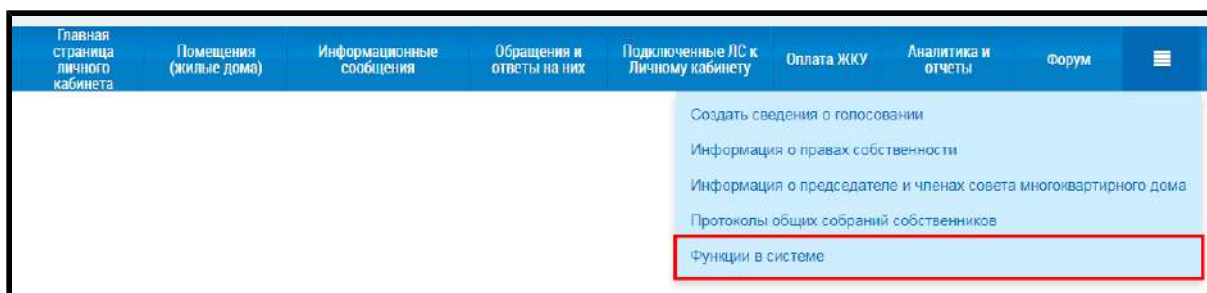 Главная
страница
личного
кабинета
Помещения
(жилые дома)
Информационные
сообщения
Обращения и
ответы на них
Подключенные ЛС к
Личному кабинету
Оплата ЖКУ
Аналитика и
отчеты
Форум
Создать сведения о голосовании
Информация о правах собственности
Информация о председателе и членах совета многоквартирного дома
Протоколы общих собраний собственников
Функции в системе